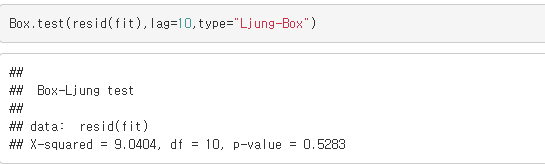 Box.test(resid(fit),lag=10,type="Ljung-Box")
##
##  Box-Ljung test
##
## data:  resid(fit)
## X-squared = 9.0404, df = 10, p-value = 0.5283